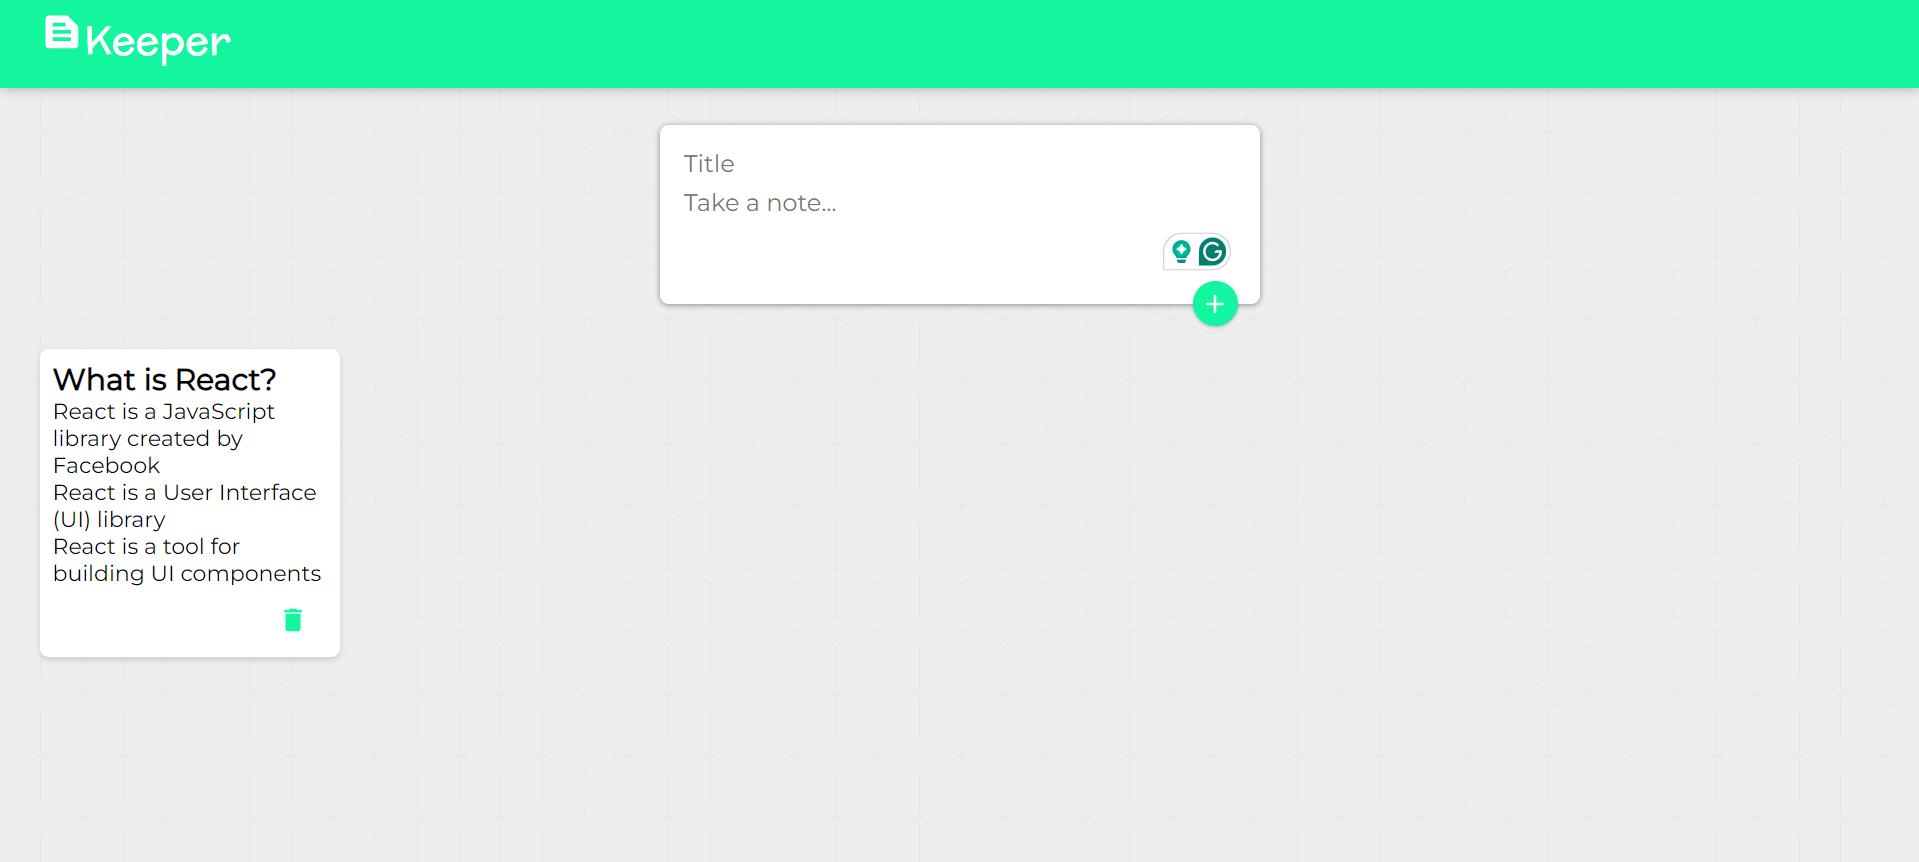 Keeper
Title
Take a note...
What is React?
React is a JavaScript
library created by
Facebook
React is a User Interface
(UI) library
React is a tool for
building UI components